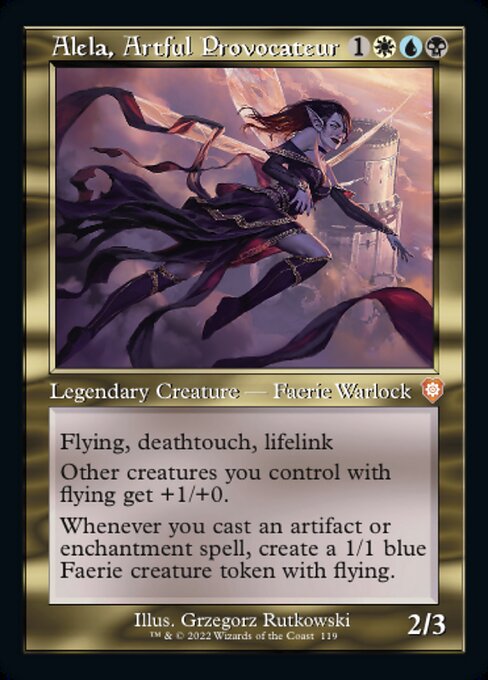 Alela, Artful Provocateur 1
Legendary Creature — Faerie Warlock
Flying, deathtouch, lifelink
Other creatures you control with
flying get +1/+0.
Whenever you cast an artifact or
enchantment spell, create a 1/1 blue
Faerie creature token with flying.
Illus. Grzegorz Rutkowski
™ & © 2022 Wizards of the Coast 119
2/3